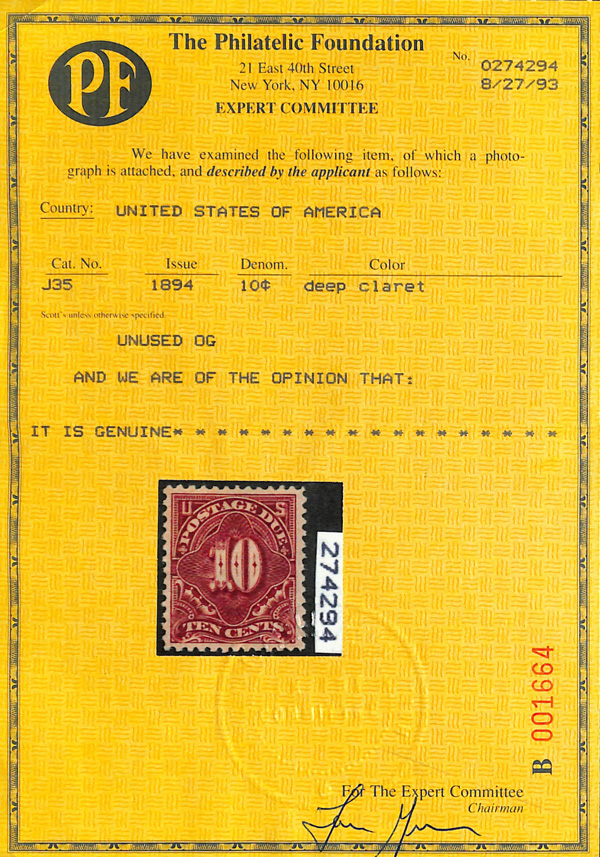 PF
The Philatelic Foundation
21 East 40th Street
New York, NY 10016
EXPERT COMMITTEE
No. 0274294
8/27/93
We have examined the following item, of which a photo-
graph is attached, and described by the applicant as follows:
Country: UNITED STATES OF AMERICA
Cat. No. Issue Denom. Color
J35 1894 10¢ deep claret
Scott's unless otherwise specified
UNUSED OG
AND WE ARE OF THE OPINION THAT:
IT IS GENUINE* * * * * * * * * * * * * * * * * *
U S
POSTAGE DUE
10
TEN CENTS
274294
B 001664
For The Expert Committee
Chairman